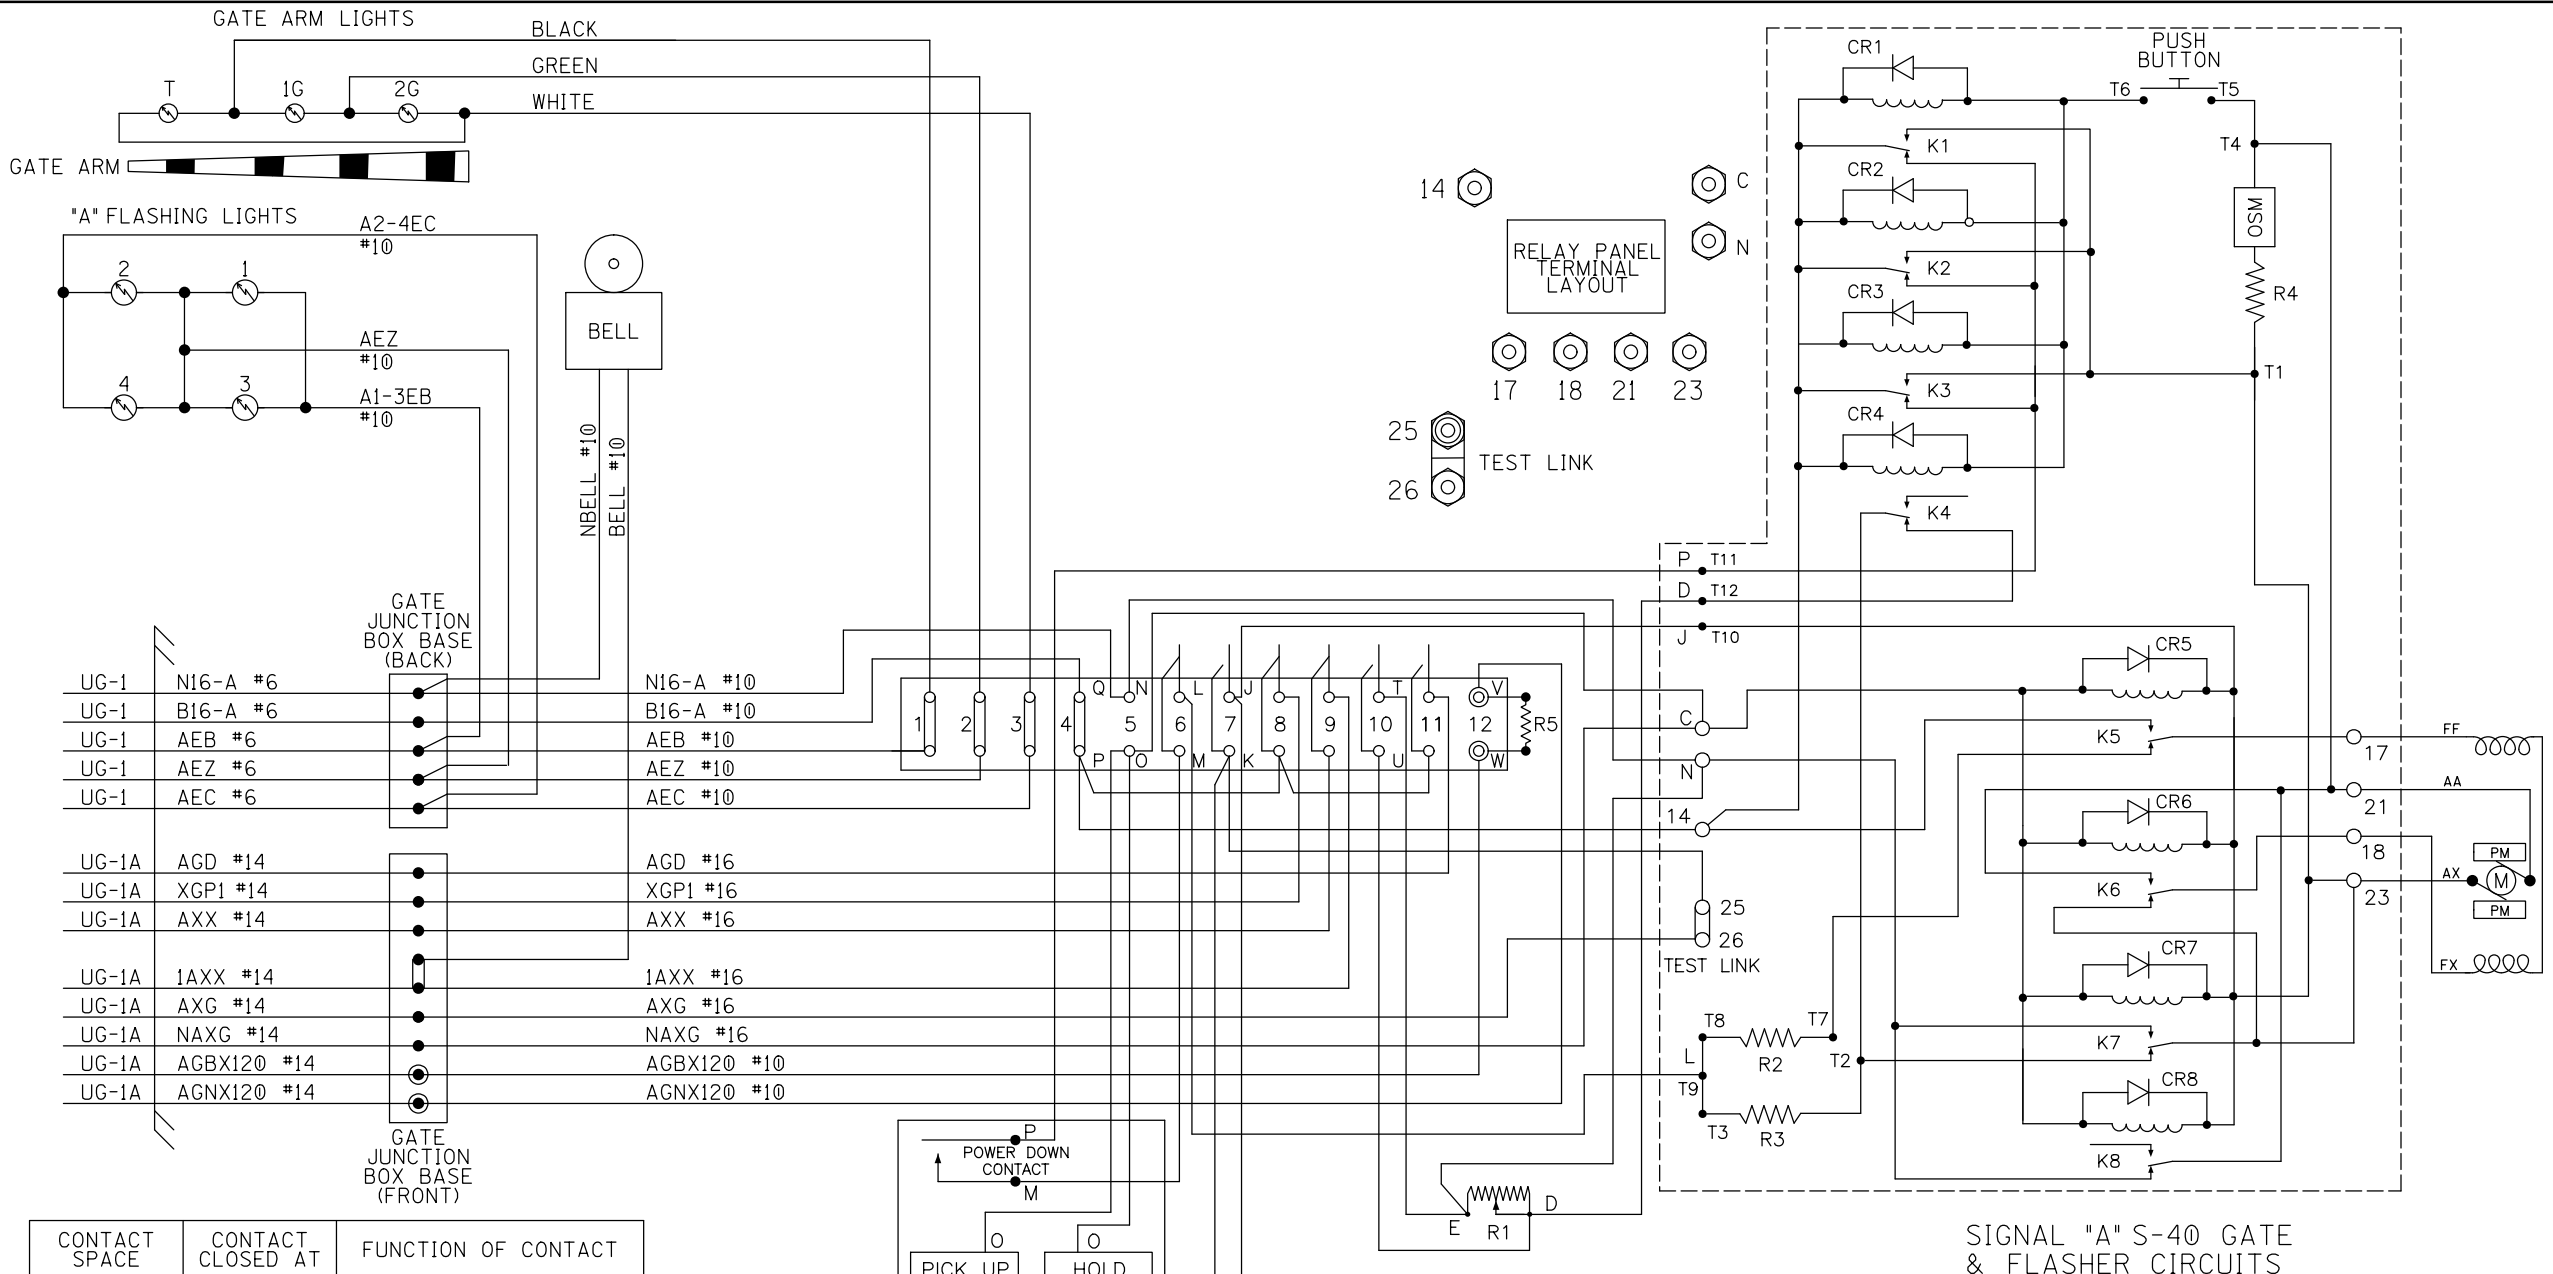 GATE ARM LIGHTS
BLACK
GREEN
WHITE
T
1G
2G
GATE ARM
"A" FLASHING LIGHTS
A2-4EC
#10
2
1
AEZ
#10
4
3
A1-3EB
#10
BELL
NBELL #10
BELL #10
14
C
N
RELAY PANEL
TERMINAL
LAYOUT
17
18
21
23
25
26
TEST LINK
CR1
PUSH
BUTTON
T6
T5
K1
T4
CR2
OSM
K2
R4
CR3
T1
K3
CR4
K4
P T11
D T12
J T10
GATE
JUNCTION
BOX BASE
(BACK)
UG-1 N16-A #6 N16-A #10
UG-1 B16-A #6 B16-A #10
UG-1 AEB #6 AEB #10
UG-1 AEZ #6 AEZ #10
UG-1 AEC #6 AEC #10
UG-1A AGD #14 AGD #16
UG-1A XGP1 #14 XGP1 #16
UG-1A AXX #14 AXX #16
UG-1A 1AXX #14 1AXX #16
UG-1A AXG #14 AXG #16
UG-1A NAXG #14 NAXG #16
UG-1A AGBX120 #14 AGBX120 #10
UG-1A AGNX120 #14 AGNX120 #10
GATE
JUNCTION
BOX BASE
(FRONT)
Q N L J T V
1 2 3 4 5 6 7 8 9 10 11 12 R5
P O M K U W
C
N
14
25
26
TEST LINK
T8
T7
L
R2
T2
T9
T3
R3
CR5
K5
17
FF
CR6
21
AA
18
K6
AX
23
PM
M
PM
CR7
FX
K7
CR8
K8
P
POWER DOWN
CONTACT
M
O
O
PICK UP
HOLD
E
R1
D
CONTACT
SPACE
CONTACT
CLOSED AT
FUNCTION OF CONTACT
SIGNAL "A" S-40 GATE
& FLASHER CIRCUITS